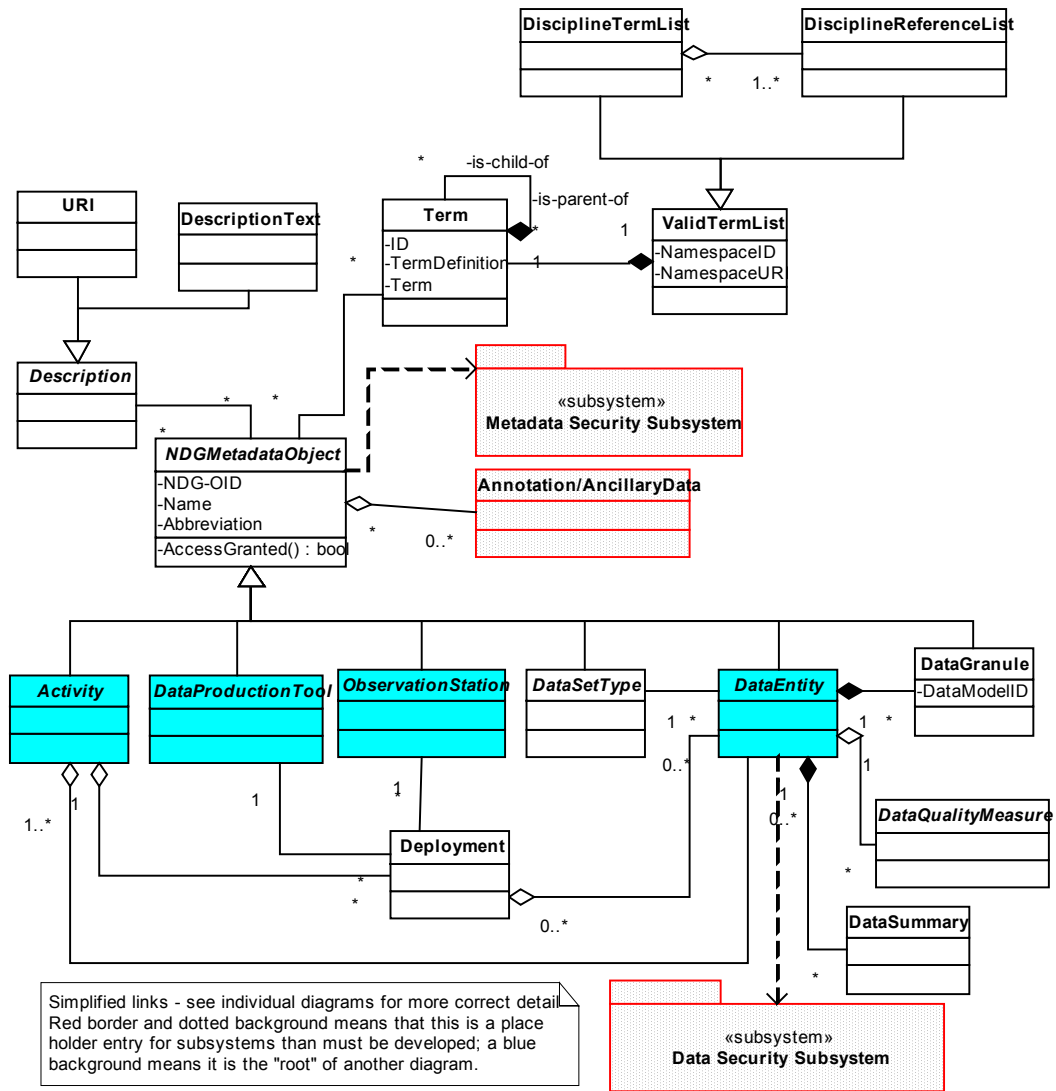 DisciplineTermList
DisciplineReferenceList
*
1..*
*
-is-child-of
-is-parent-of
URI
DescriptionText
Term
-ID
-TermDefinition
-Term
*
1
1
ValidTermList
-NamespaceID
-NamespaceURI
*
Description
*
*
*
«subsystem»
Metadata Security Subsystem
NDGMetadataObject
-NDG-OID
-Name
-Abbreviation
-AccessGranted() : bool
Annotation/AncillaryData
*
0..*
Activity
DataProductionTool
ObservationStation
DataSetType
DataEntity
DataGranule
-DataModelID
1
*
1
*
0..*
1
1
1..*
1
1
*
1
0..*
DataQualityMeasure
Deployment
*
*
*
0..*
DataSummary
*
Simplified links - see individual diagrams for more correct detail
Red border and dotted background means that this is a place
holder entry for subsystems than must be developed; a blue
background means it is the "root" of another diagram.
«subsystem»
Data Security Subsystem